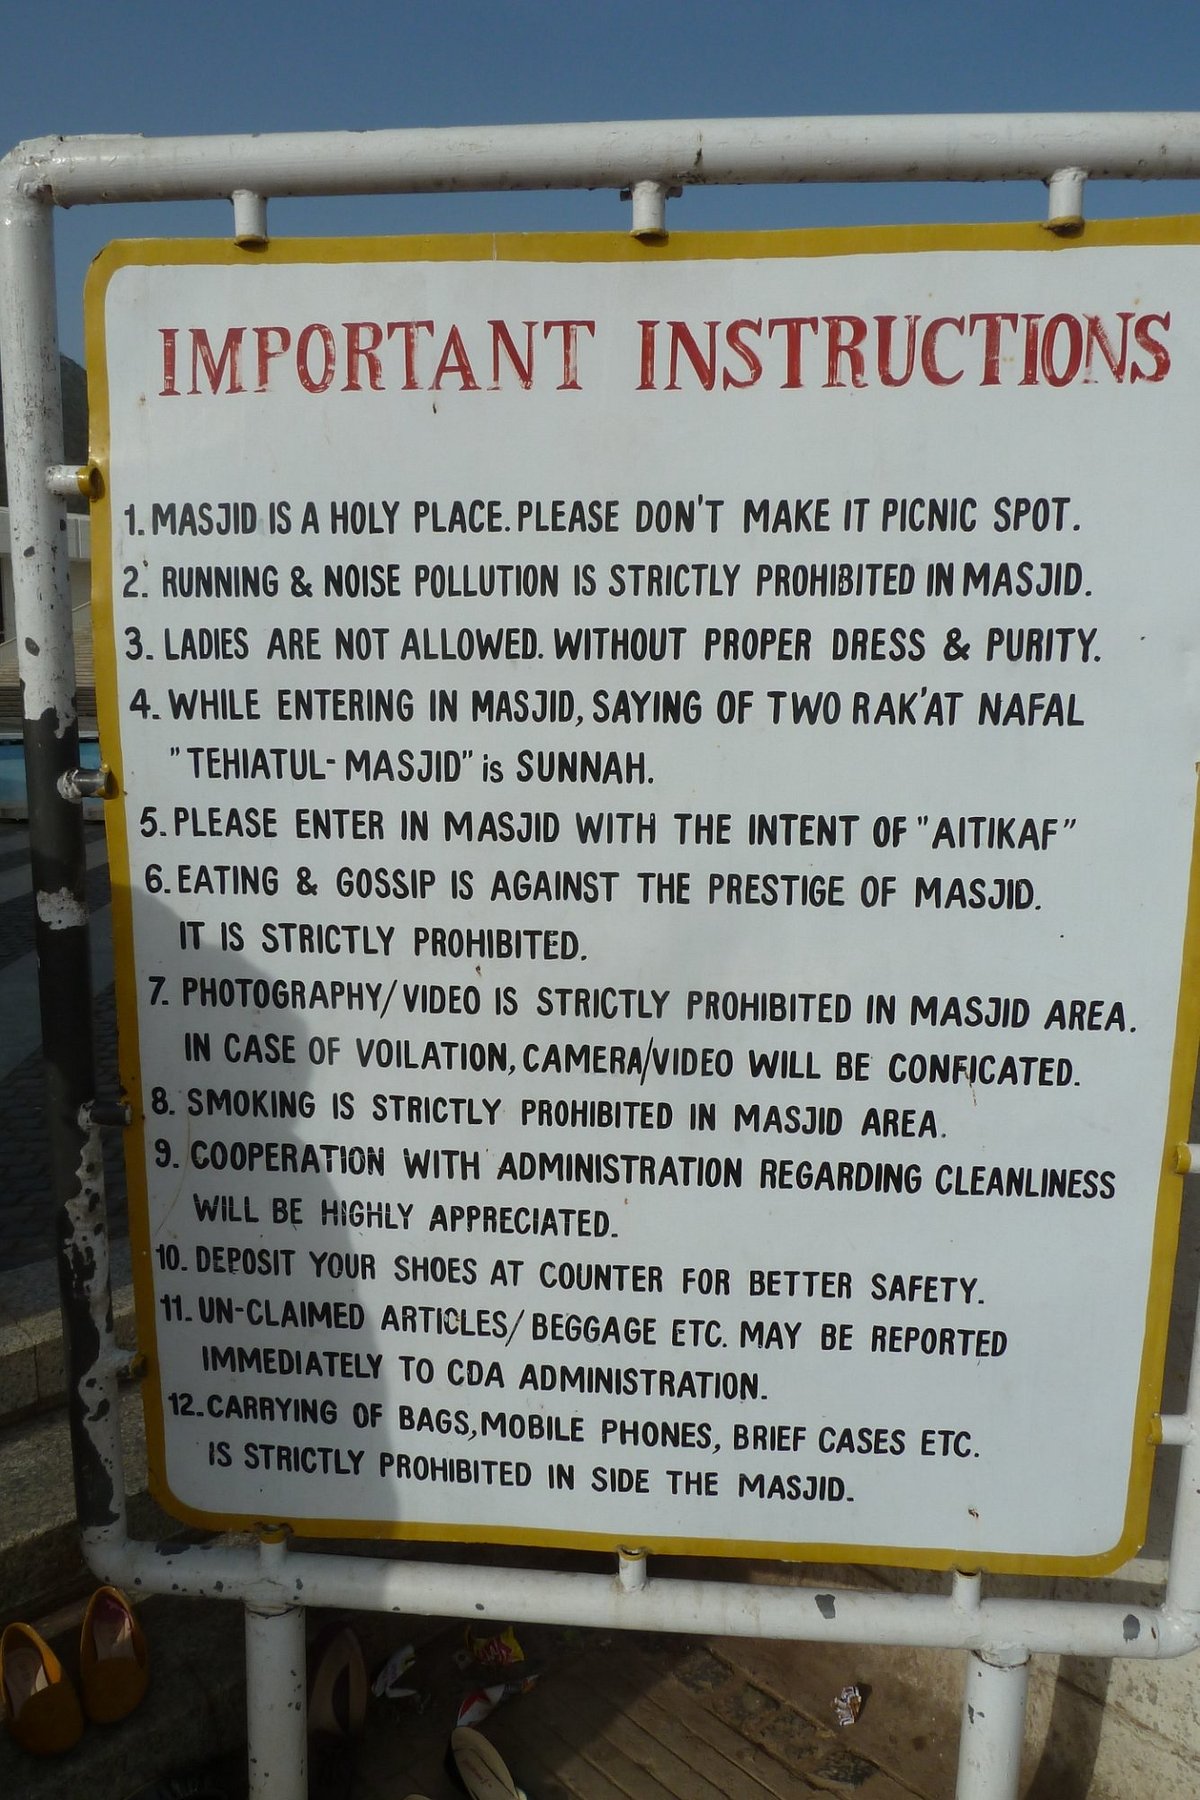 IMPORTANT INSTRUCTIONS
1. MASJID IS A HOLY PLACE. PLEASE DON'T MAKE IT PICNIC SPOT.
2. RUNNING & NOISE POLLUTION IS STRICTLY PROHIBITED IN MASJID.
3. LADIES ARE NOT ALLOWED. WITHOUT PROPER DRESS & PURITY.
4. WHILE ENTERING IN MASJID, SAYING OF TWO RAK'AT NAFAL
"TEHIATUL-MASJID" is SUNNAH.
5. PLEASE ENTER IN MASJID WITH THE INTENT OF "AITIKAF"
6. EATING & GOSSIP IS AGAINST THE PRESTIGE OF MASJID.
IT IS STRICTLY PROHIBITED.
7. PHOTOGRAPHY/VIDEO IS STRICTLY PROHIBITED IN MASJID AREA.
IN CASE OF VOILATION, CAMERA/VIDEO WILL BE CONFICATED.
8. SMOKING IS STRICTLY PROHIBITED IN MASJID AREA.
9. COOPERATION WITH ADMINISTRATION REGARDING CLEANLINESS
WILL BE HIGHLY APPRECIATED.
10. DEPOSIT YOUR SHOES AT COUNTER FOR BETTER SAFETY.
11. UN-CLAIMED ARTICLES/BEGGAGE ETC. MAY BE REPORTED
IMMEDIATELY TO CDA ADMINISTRATION.
12. CARRYING OF BAGS, MOBILE PHONES, BRIEF CASES ETC.
IS STRICTLY PROHIBITED IN SIDE THE MASJID.